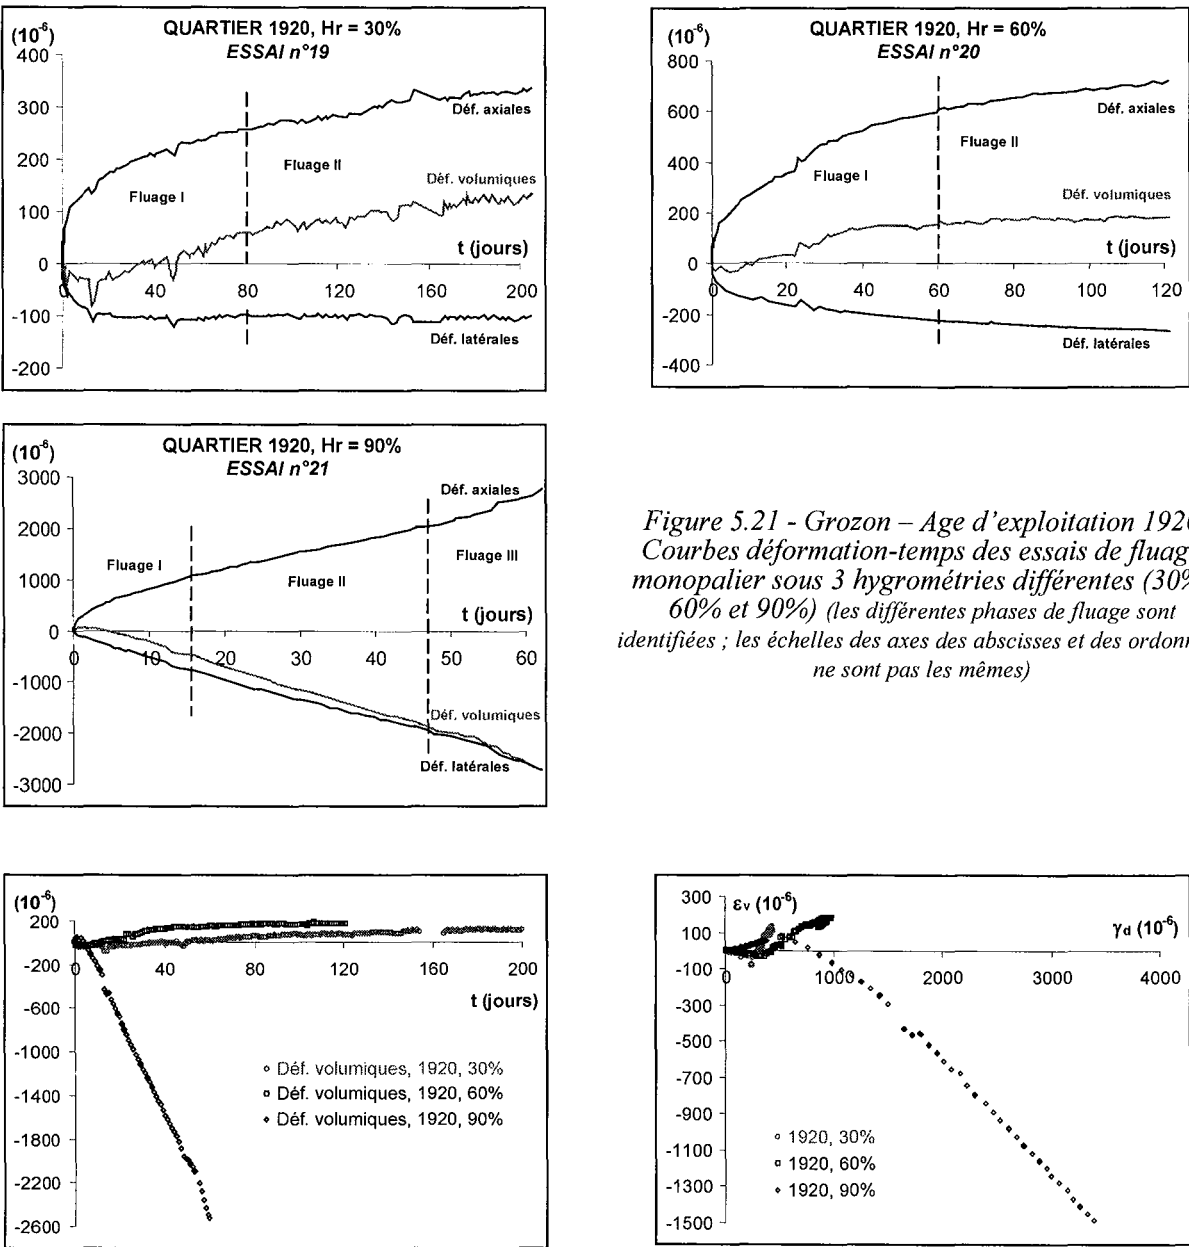 QUARTIER 1920, Hr = 30%
ESSAI n°19
(10⁻⁶)
400
300
200
100
0
-100
-200
Déf. axiales
Fluage I
Fluage II
Déf. volumiques
t (jours)
0 40 80 120 160 200
Déf. latérales
QUARTIER 1920, Hr = 60%
ESSAI n°20
(10⁻⁶)
800
600
400
200
0
-200
-400
Déf. axiales
Fluage I
Fluage II
Déf. volumiques
t (jours)
0 20 40 60 80 100 120
Déf. latérales
QUARTIER 1920, Hr = 90%
ESSAI n°21
(10⁻⁶)
3000
2000
1000
0
-1000
-2000
-3000
Déf. axiales
Fluage I
Fluage II
Fluage III
t (jours)
0 10 20 30 40 50 60
Déf. volumiques
Déf. latérales
Figure 5.21 - Grozon – Age d'exploitation
Courbes déformation-temps des essais de
monopalier sous 3 hygrométries différentes
60% et 90%) (les différentes phases de fluage sont
identifiées ; les échelles des axes des abscisses et des
ne sont pas les mêmes)
(10⁻⁶)
200
-200
-600
-1000
-1400
-1800
-2200
-2600
0 40 80 120 160 200
t (jours)
Déf. volumiques, 1920, 30%
Déf. volumiques, 1920, 60%
Déf. volumiques, 1920, 90%
εv (10⁻⁶)
300
100
-100
-300
-500
-700
-900
-1100
-1300
-1500
γd (10⁻⁶)
0 1000 2000 3000 4000
1920, 30%
1920, 60%
1920, 90%